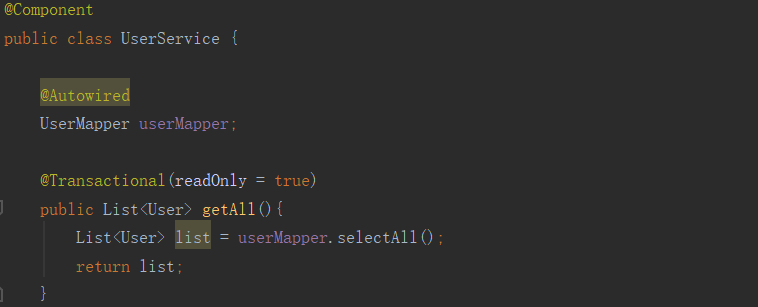 @Component
public class UserService {
@Autowired
UserMapper userMapper;
@Transactional(readOnly = true)
public List<User> getAll(){
List<User> list = userMapper.selectAll();
return list;
}